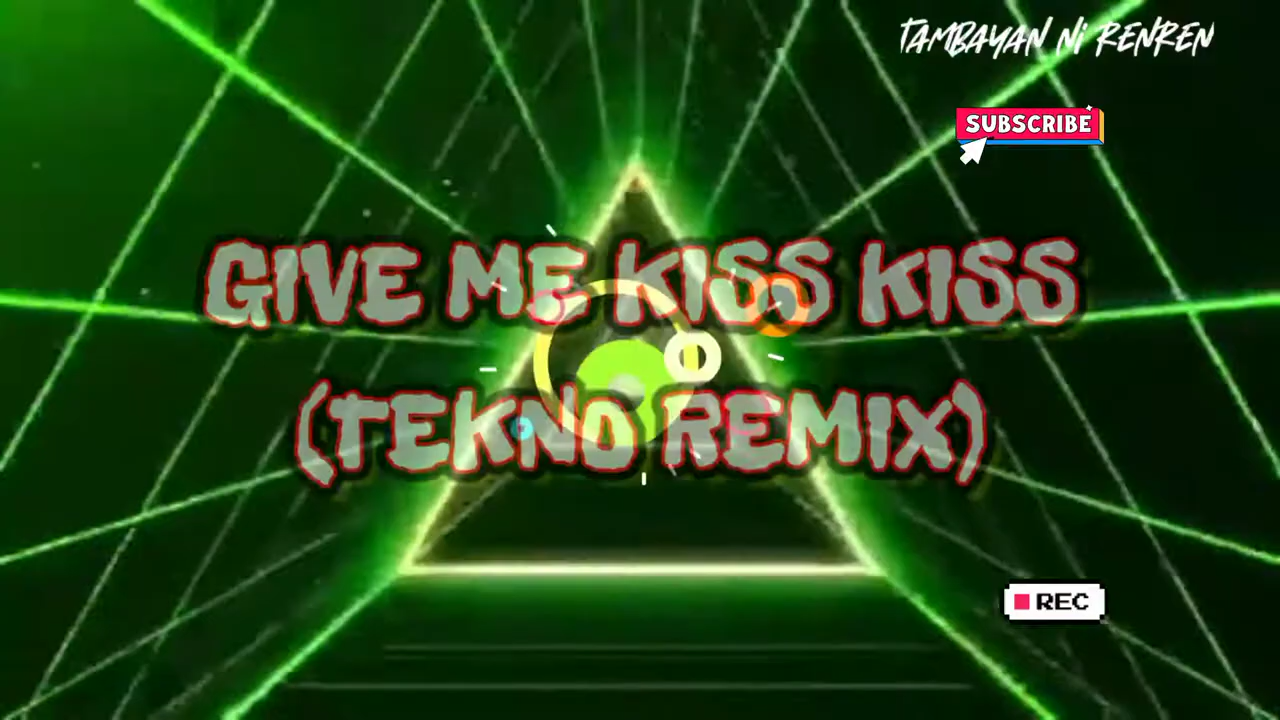 TAMBAYAN Ni RENREN
SUBSCRIBE
GIVE ME KISS KISS
(TEKNO REMIX)
REC